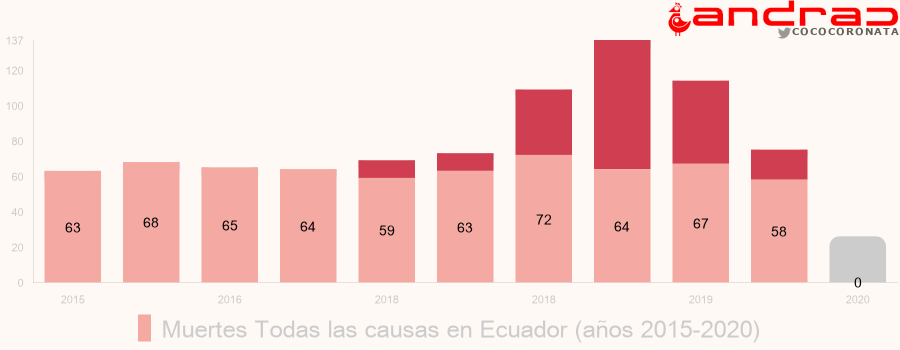 andrac
COCOCORONATA
137
120
100
80
60
40
20
0
63 68 65 64 59 63 72 64 67 58 0
2015 2016 2018 2018 2019 2020
Muertes Todas las causas en Ecuador (años 2015-2020)